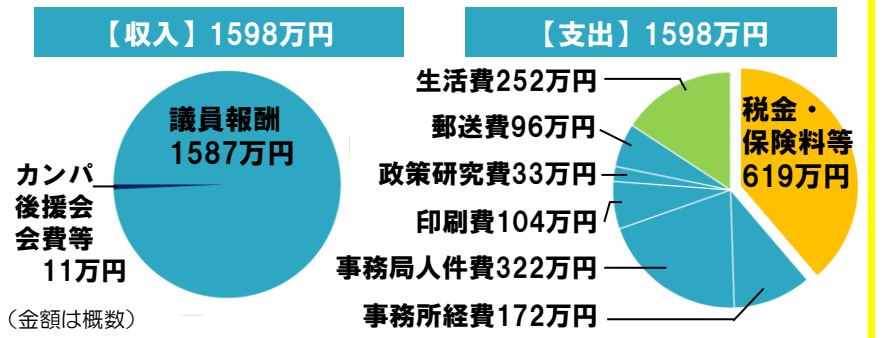 【収入】1598万円
議員報酬
1587万円
カンパ
後援会
会費等
11万円
（金額は概数）
【支出】1598万円
生活費252万円
郵送費96万円
政策研究費33万円
印刷費104万円
事務局人件費322万円
事務所経費172万円
税金・
保険料等
619万円